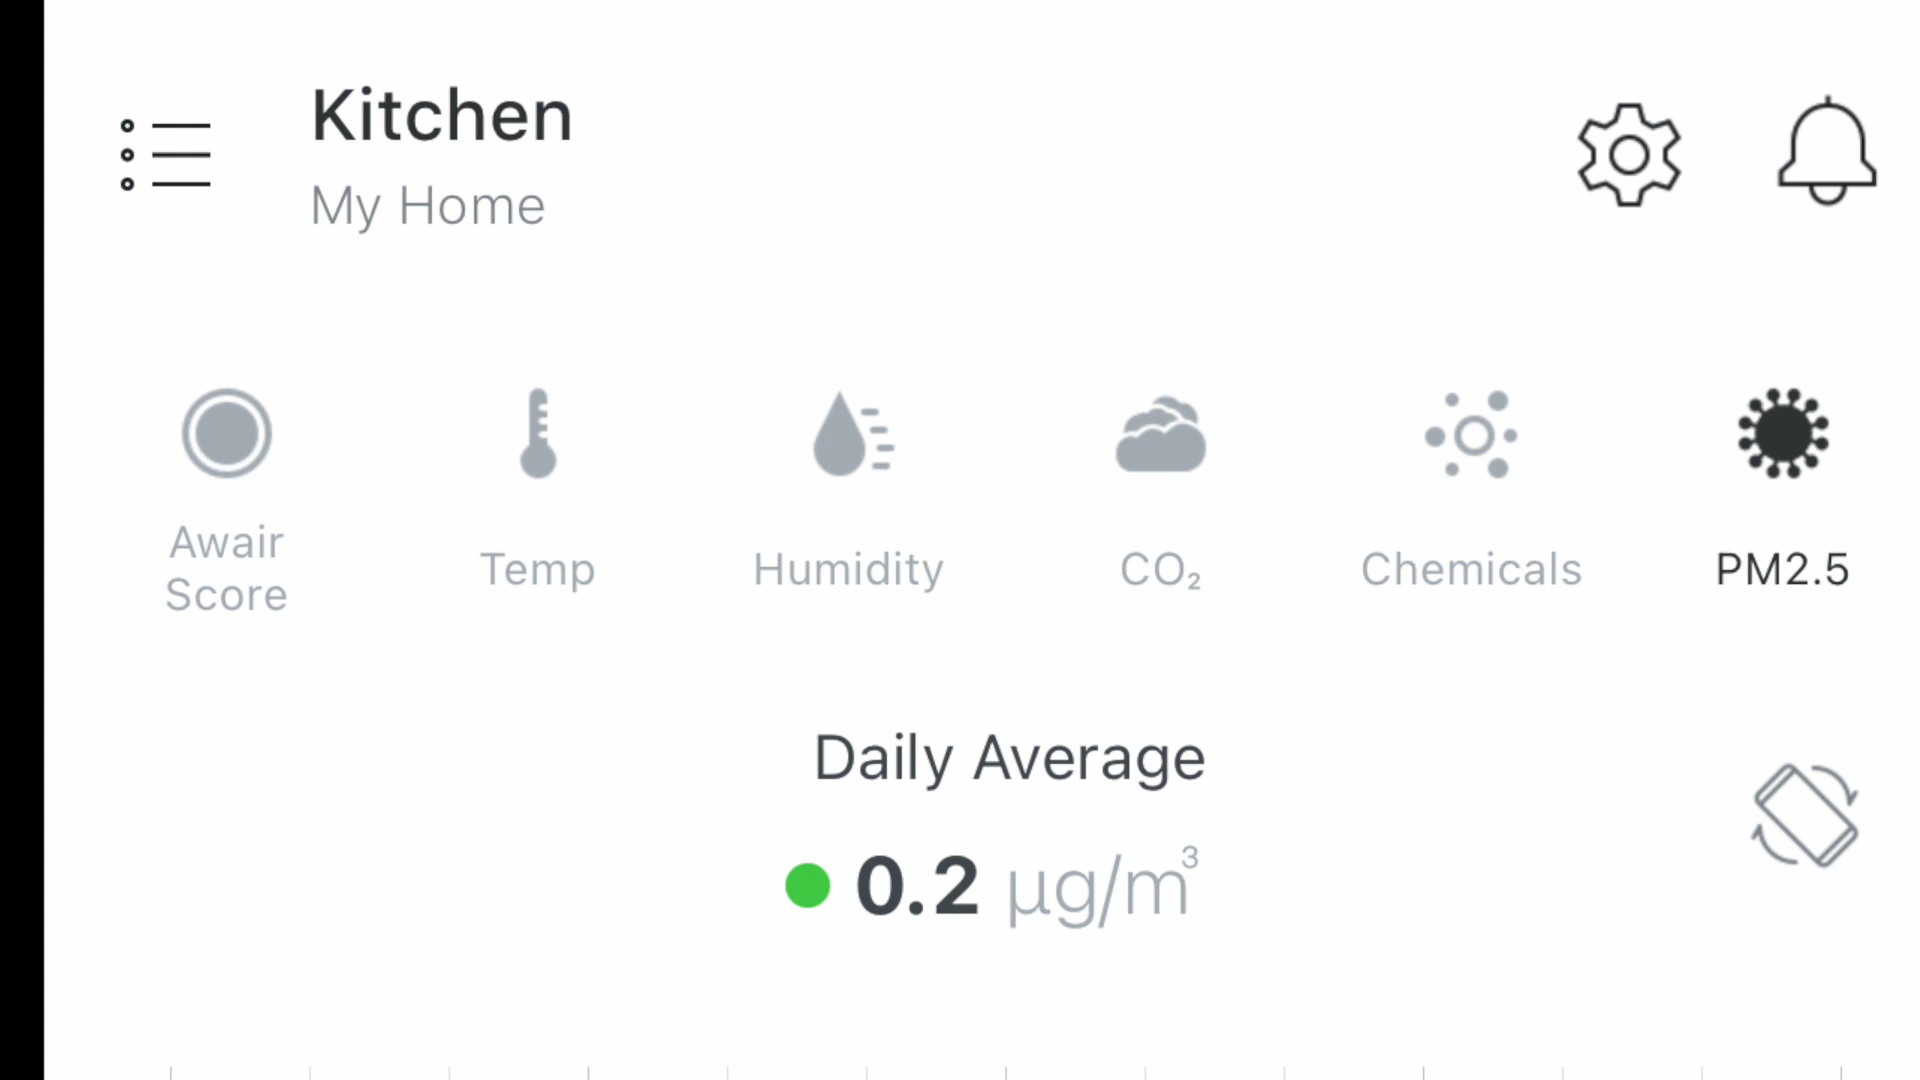 Kitchen
My Home
Awair
Score
Temp
Humidity
CO₂
Chemicals
PM2.5
Daily Average
0.2 µg/m³